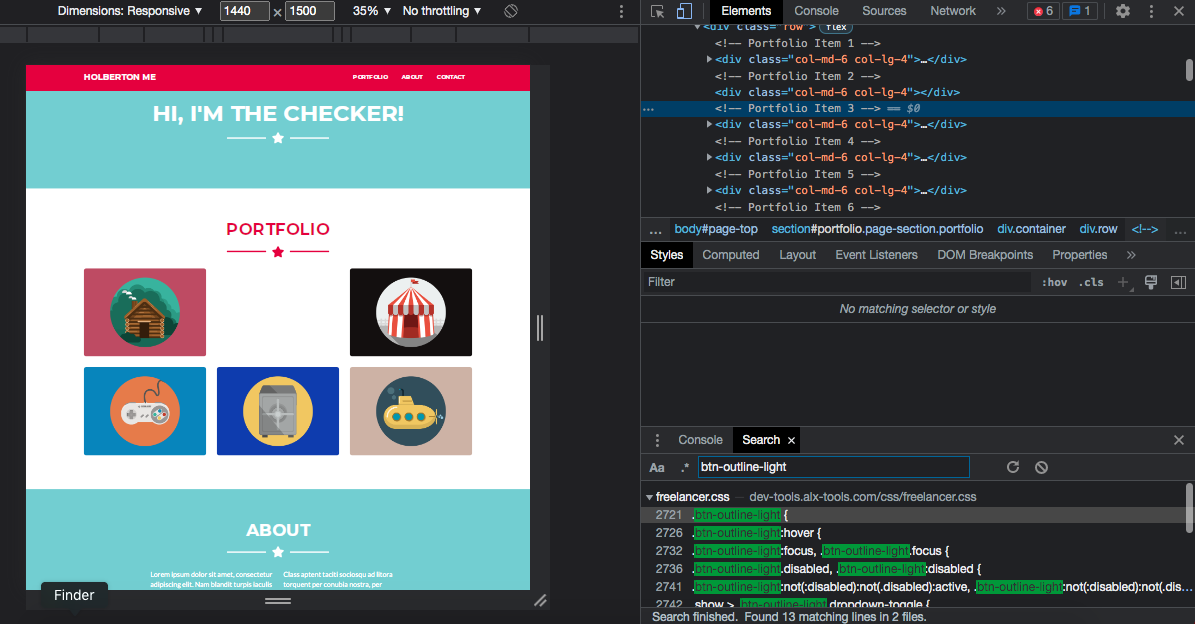 Dimensions: Responsive ▼ 1440 × 1500 35% ▼ No throttling ▼
HOLBERTON ME PORTFOLIO ABOUT CONTACT
HI, I'M THE CHECKER!
PORTFOLIO
ABOUT
Lorem ipsum dolor sit amet, consectetur
adipiscing elit. Nam blandit turpis iaculis
Class aptent taciti sociosqu ad litora
torquent per conubia nostra, per
Finder
Elements Console Sources Network » 6 1
<div class="row"> flex
<!-- Portfolio Item 1 -->
<div class="col-md-6 col-lg-4">…</div>
<!-- Portfolio Item 2 -->
<div class="col-md-6 col-lg-4"></div>
… <!-- Portfolio Item 3 --> == $0
<div class="col-md-6 col-lg-4">…</div>
<!-- Portfolio Item 4 -->
<div class="col-md-6 col-lg-4">…</div>
<!-- Portfolio Item 5 -->
<div class="col-md-6 col-lg-4">…</div>
<!-- Portfolio Item 6 -->
… body#page-top section#portfolio.page-section.portfolio div.container div.row <!--> …
Styles Computed Layout Event Listeners DOM Breakpoints Properties »
Filter :hov .cls +
No matching selector or style
Console Search ×
Aa .* btn-outline-light
freelancer.css — dev-tools.alx-tools.com/css/freelancer.css
2721 .btn-outline-light {
2726 .btn-outline-light:hover {
2732 .btn-outline-light:focus, .btn-outline-light.focus {
2736 .btn-outline-light.disabled, .btn-outline-light:disabled {
2741 .btn-outline-light:not(:disabled):not(.disabled):active, .btn-outline-light:not(:disabled):not(.dis…
2742 .show > .btn-outline-light.dropdown-toggle {
Search finished. Found 13 matching lines in 2 files.